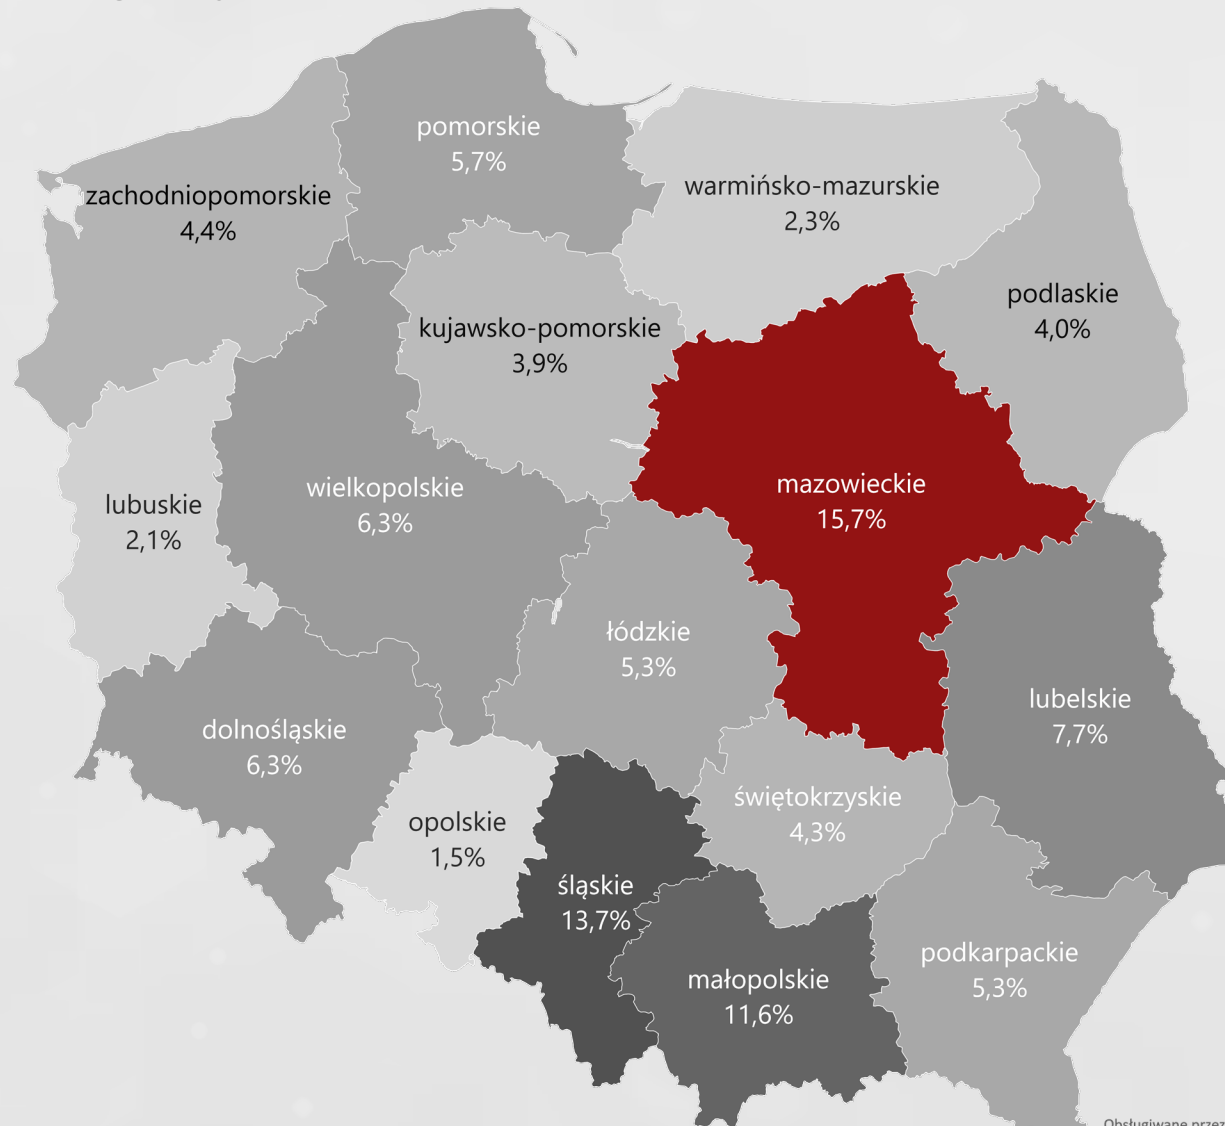 pomorskie
5,7%
zachodniopomorskie
4,4%
warmińsko-mazurskie
2,3%
podlaskie
4,0%
kujawsko-pomorskie
3,9%
mazowieckie
15,7%
wielkopolskie
6,3%
lubuskie
2,1%
łódzkie
5,3%
lubelskie
7,7%
dolnośląskie
6,3%
świętokrzyskie
4,3%
opolskie
1,5%
śląskie
13,7%
podkarpackie
5,3%
małopolskie
11,6%
Obsługiwane przez